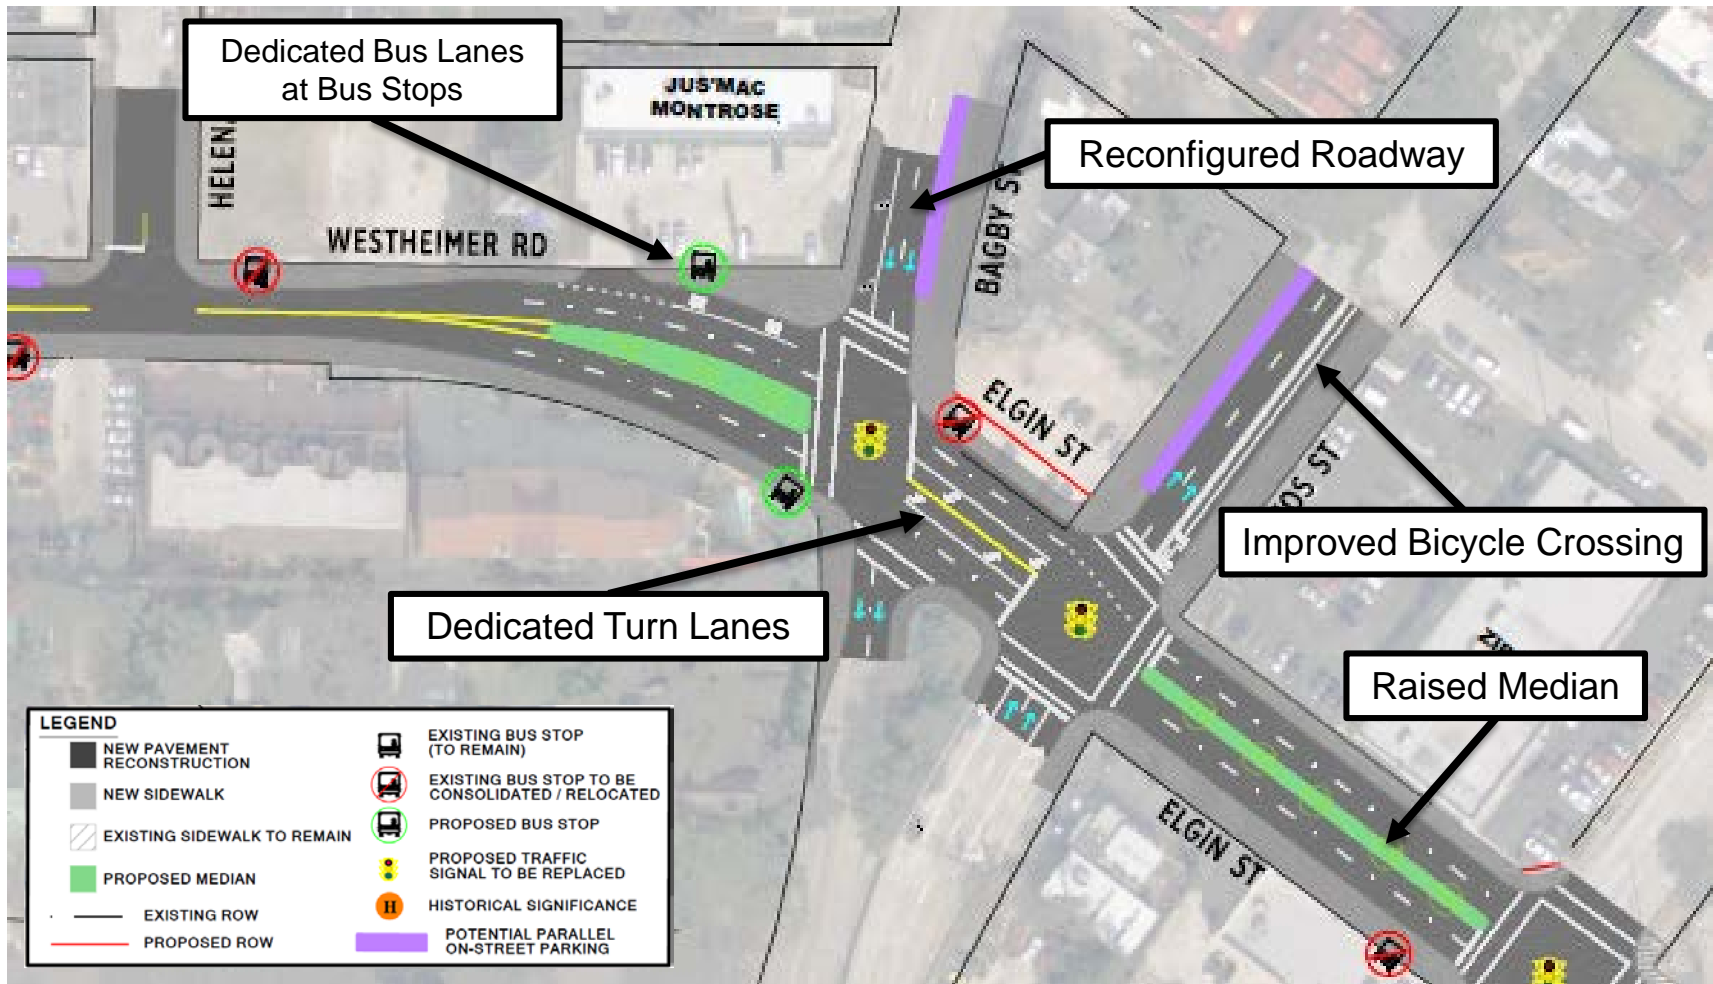 Dedicated Bus Lanes
at Bus Stops
JUS'MAC
MONTROSE
Reconfigured Roadway
WESTHEIMER RD
BAGBY
ELGIN ST
Improved Bicycle Crossing
Dedicated Turn Lanes
Raised Median
ELGIN ST
LEGEND
NEW PAVEMENT
RECONSTRUCTION
NEW SIDEWALK
EXISTING SIDEWALK TO REMAIN
PROPOSED MEDIAN
EXISTING ROW
PROPOSED ROW
EXISTING BUS STOP
(TO REMAIN)
EXISTING BUS STOP TO BE
CONSOLIDATED / RELOCATED
PROPOSED BUS STOP
PROPOSED TRAFFIC
SIGNAL TO BE REPLACED
H
HISTORICAL SIGNIFICANCE
POTENTIAL PARALLEL
ON-STREET PARKING